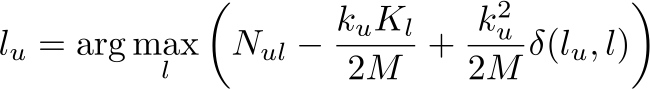 l_u = \arg\max_l \left( N_{ul} - \frac{k_u K_l}{2M} + \frac{k_u^2}{2M} \delta(l_u, l) \right)